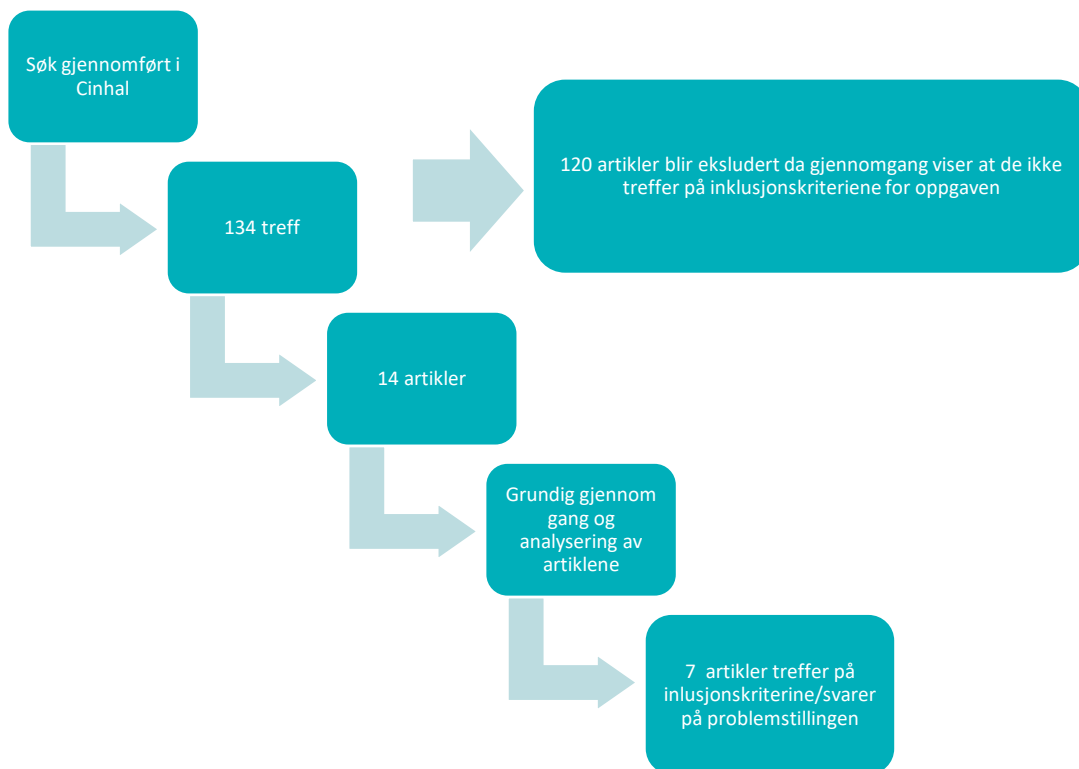 Søk gjennomført i
Cinhal
120 artikler blir eksludert da gjennomgang viser at de ikke
treffer på inklusjonskriteriene for oppgaven
134 treff
14 artikler
Grundig gjennom
gang og
analysering av
artiklene
7 artikler treffer på
inlusjonskriterine/svarer
på problemstillingen